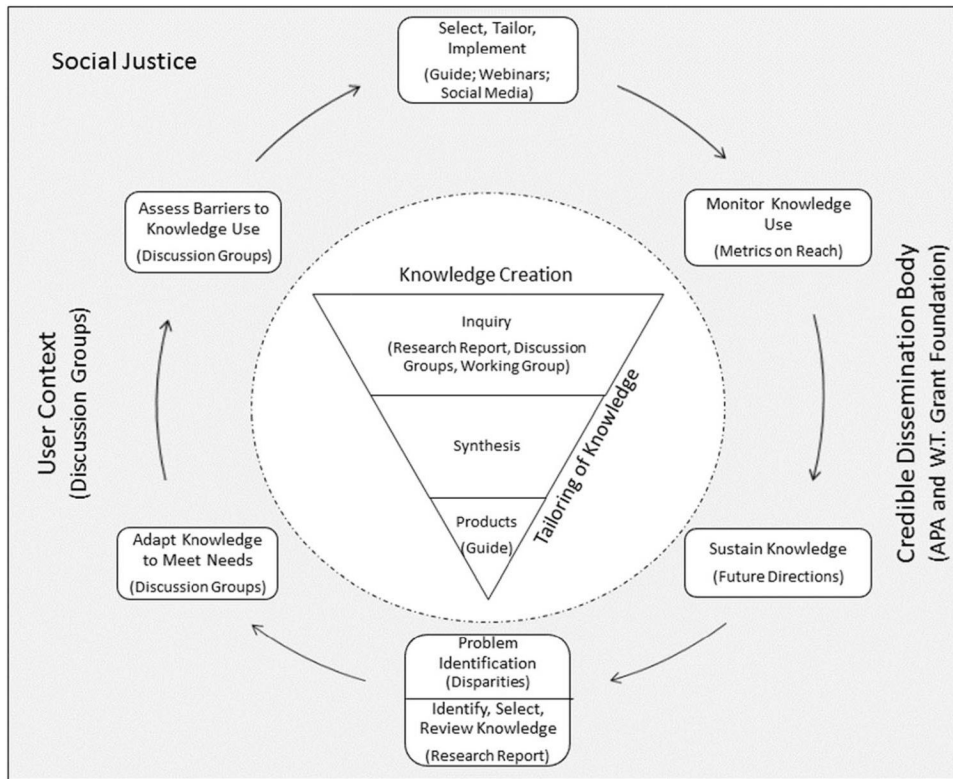 Social Justice
Select, Tailor,
Implement
(Guide; Webinars;
Social Media)
Assess Barriers to
Knowledge Use
(Discussion Groups)
Monitor Knowledge
Use
(Metrics on Reach)
Knowledge Creation
Inquiry
(Research Report, Discussion
Groups, Working Group)
Synthesis
Products
(Guide)
Tailoring of Knowledge
User Context
(Discussion Groups)
Credible Dissemination Body
(APA and W.T. Grant Foundation)
Adapt Knowledge
to Meet Needs
(Discussion Groups)
Sustain Knowledge
(Future Directions)
Problem
Identification
(Disparities)
Identify, Select,
Review Knowledge
(Research Report)